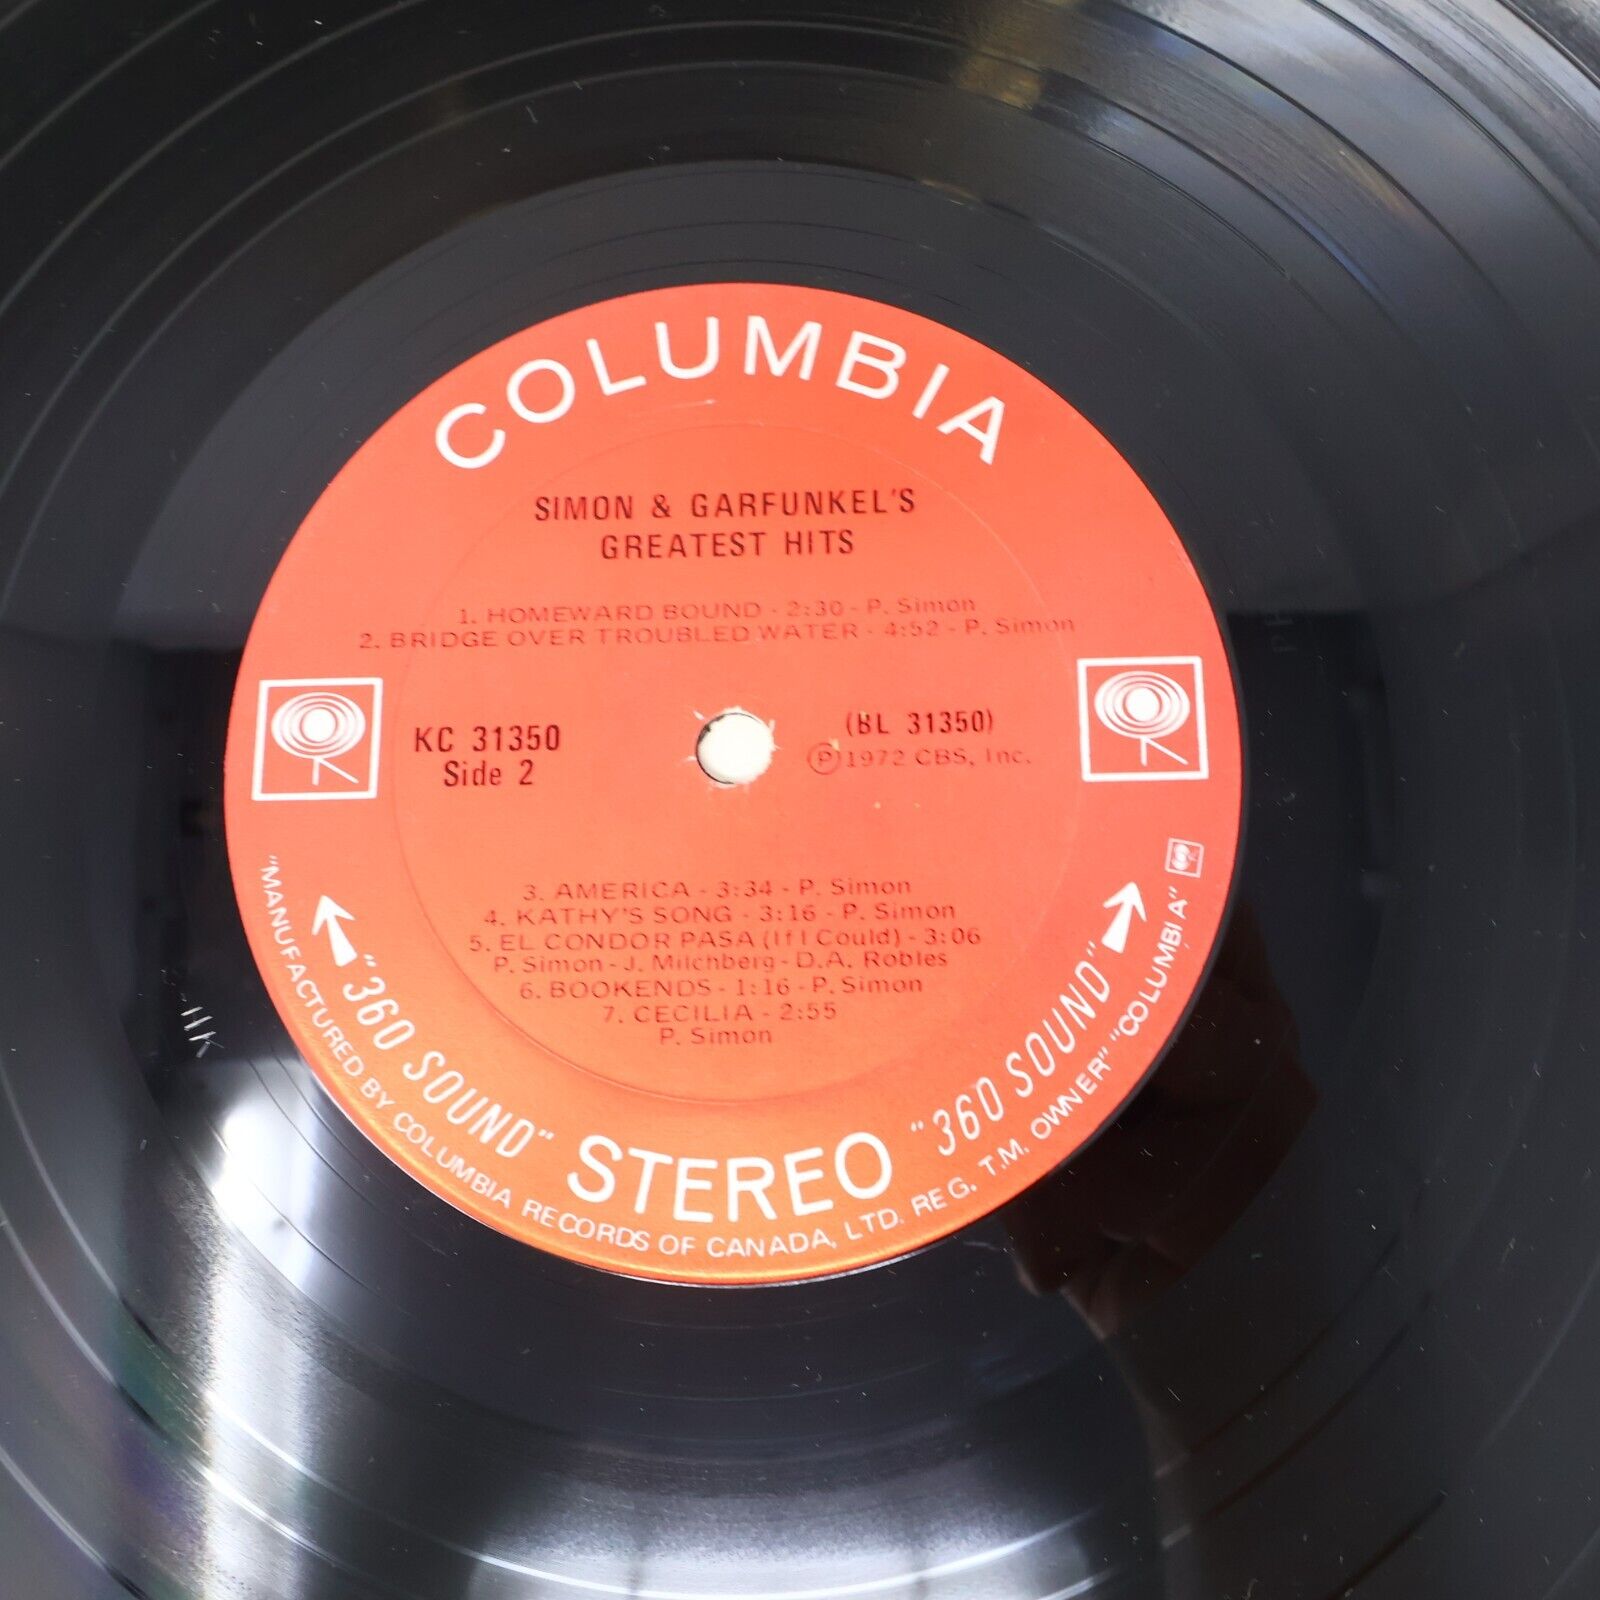 COLUMBIA
SIMON & GARFUNKEL'S
GREATEST HITS
1. HOMEWARD BOUND - 2:30 - P. Simon
2. BRIDGE OVER TROUBLED WATER - 4:52 - P. Simon
KC 31350
Side 2
(BL 31350)
Ⓟ1972 CBS, Inc.
3. AMERICA - 3:34 - P. Simon
4. KATHY'S SONG - 3:16 - P. Simon
5. EL CONDOR PASA (If I Could) - 3:06
P. Simon - J. Milchberg - D.A. Robles
6. BOOKENDS - 1:16 - P. Simon
7. CECILIA - 2:55
P. Simon
"360 SOUND" STEREO "360 SOUND"
"MANUFACTURED BY COLUMBIA RECORDS OF CANADA, LTD. REG. T.M. OWNER" "COLUMBIA"